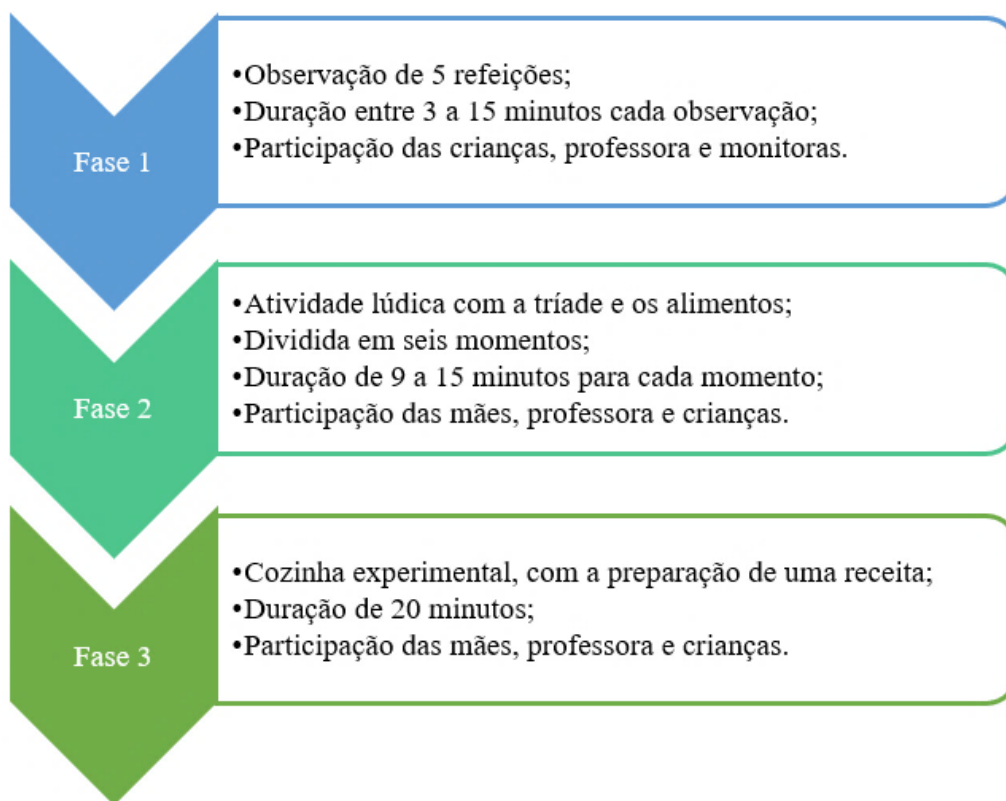 Fase 1
•Observação de 5 refeições;
•Duração entre 3 a 15 minutos cada observação;
•Participação das crianças, professora e monitoras.
Fase 2
•Atividade lúdica com a tríade e os alimentos;
•Dividida em seis momentos;
•Duração de 9 a 15 minutos para cada momento;
•Participação das mães, professora e crianças.
Fase 3
•Cozinha experimental, com a preparação de uma receita;
•Duração de 20 minutos;
•Participação das mães, professora e crianças.